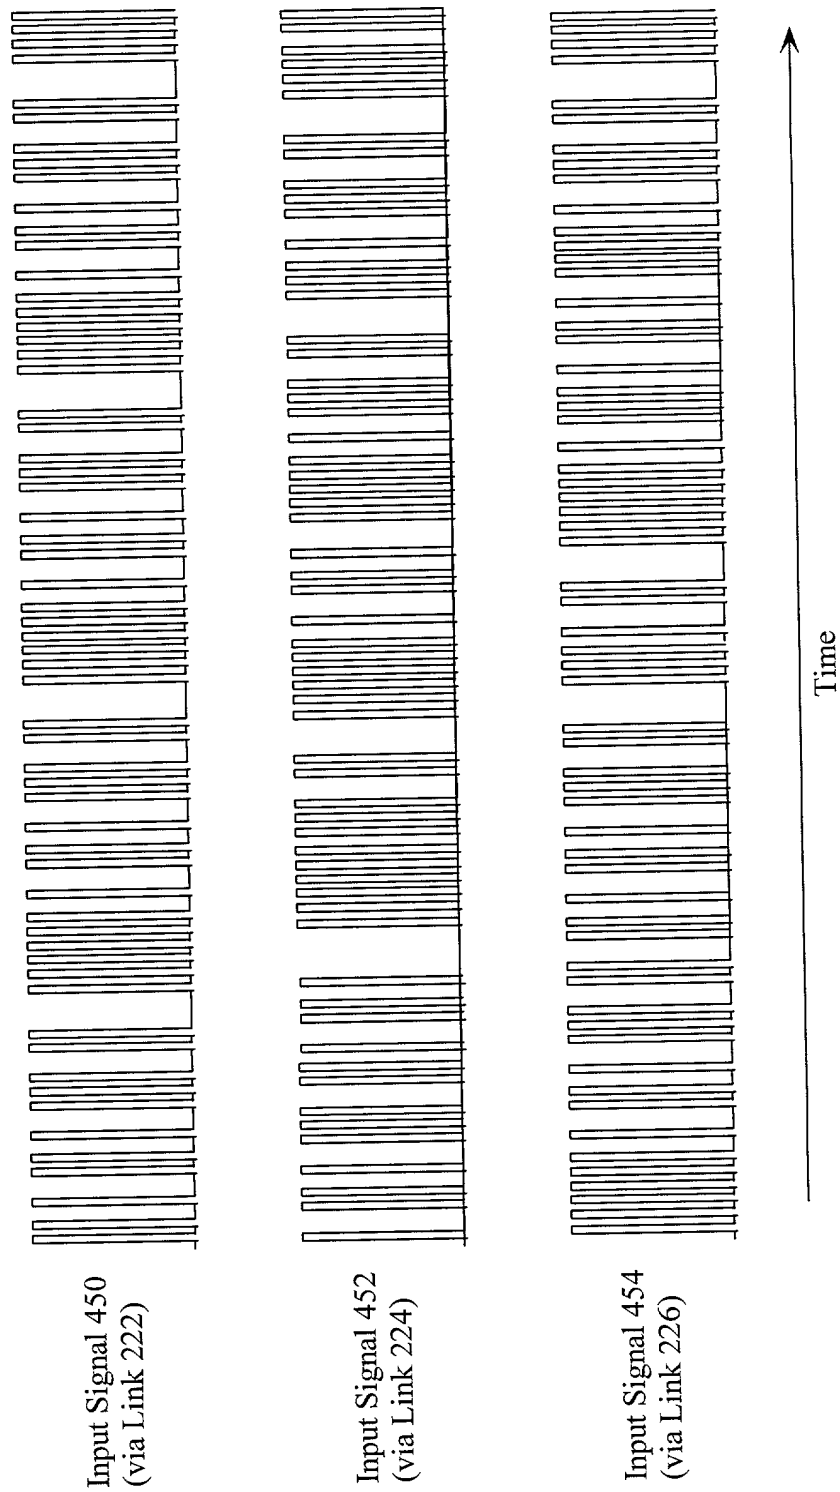 Input Signal 450
(via Link 222)
Input Signal 452
(via Link 224)
Input Signal 454
(via Link 226)
Time